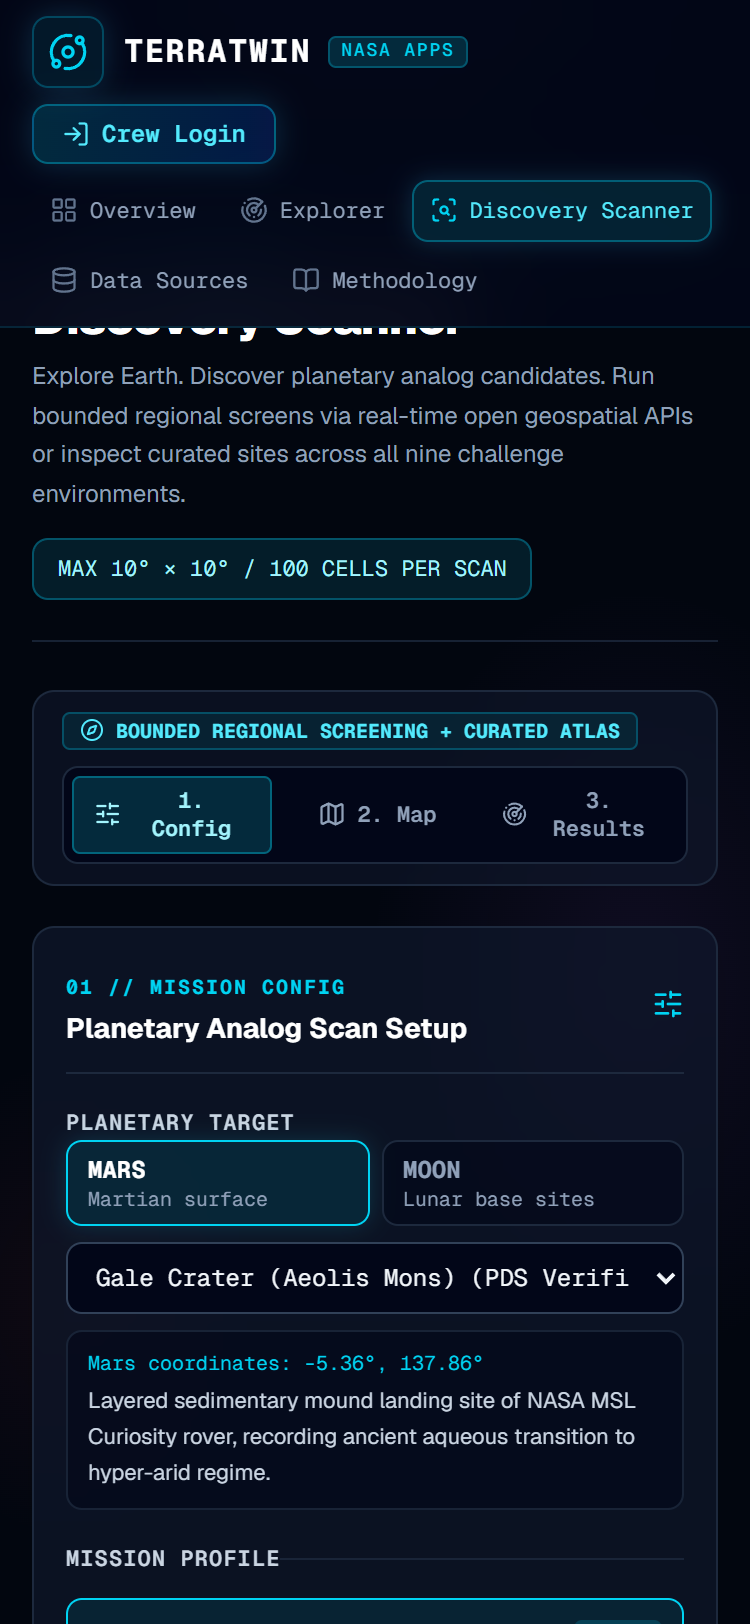 TERRATWIN
NASA APPS
Crew Login
Overview
Explorer
Discovery Scanner
Data Sources
Methodology
Discovery Scanner
Explore Earth. Discover planetary analog candidates. Run
bounded regional screens via real-time open geospatial APIs
or inspect curated sites across all nine challenge
environments.
MAX 10° × 10° / 100 CELLS PER SCAN
BOUNDED REGIONAL SCREENING + CURATED ATLAS
1.
Config
2. Map
3.
Results
01 // MISSION CONFIG
Planetary Analog Scan Setup
PLANETARY TARGET
MARS
Martian surface
MOON
Lunar base sites
Gale Crater (Aeolis Mons) (PDS Verifi
Mars coordinates: -5.36°, 137.86°
Layered sedimentary mound landing site of NASA MSL
Curiosity rover, recording ancient aqueous transition to
hyper-arid regime.
MISSION PROFILE